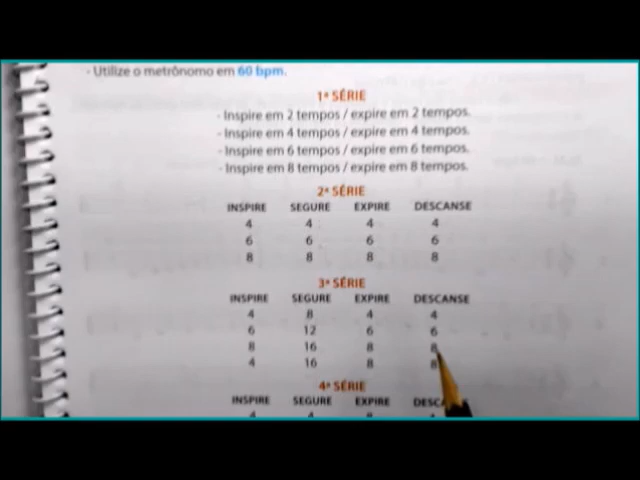 - Utilize o metrônomo em 60 bpm.
1ª SÉRIE
- Inspire em 2 tempos / expire em 2 tempos.
- Inspire em 4 tempos / expire em 4 tempos.
- Inspire em 6 tempos / expire em 6 tempos.
- Inspire em 8 tempos / expire em 8 tempos.
2ª SÉRIE
INSPIRE SEGURE EXPIRE DESCANSE
4 4 4 4
6 6 6 6
8 8 8 8
3ª SÉRIE
INSPIRE SEGURE EXPIRE DESCANSE
4 8 4 4
6 12 6 6
8 16 8 8
4 16 8 8
4ª SÉRIE
INSPIRE SEGURE EXPIRE